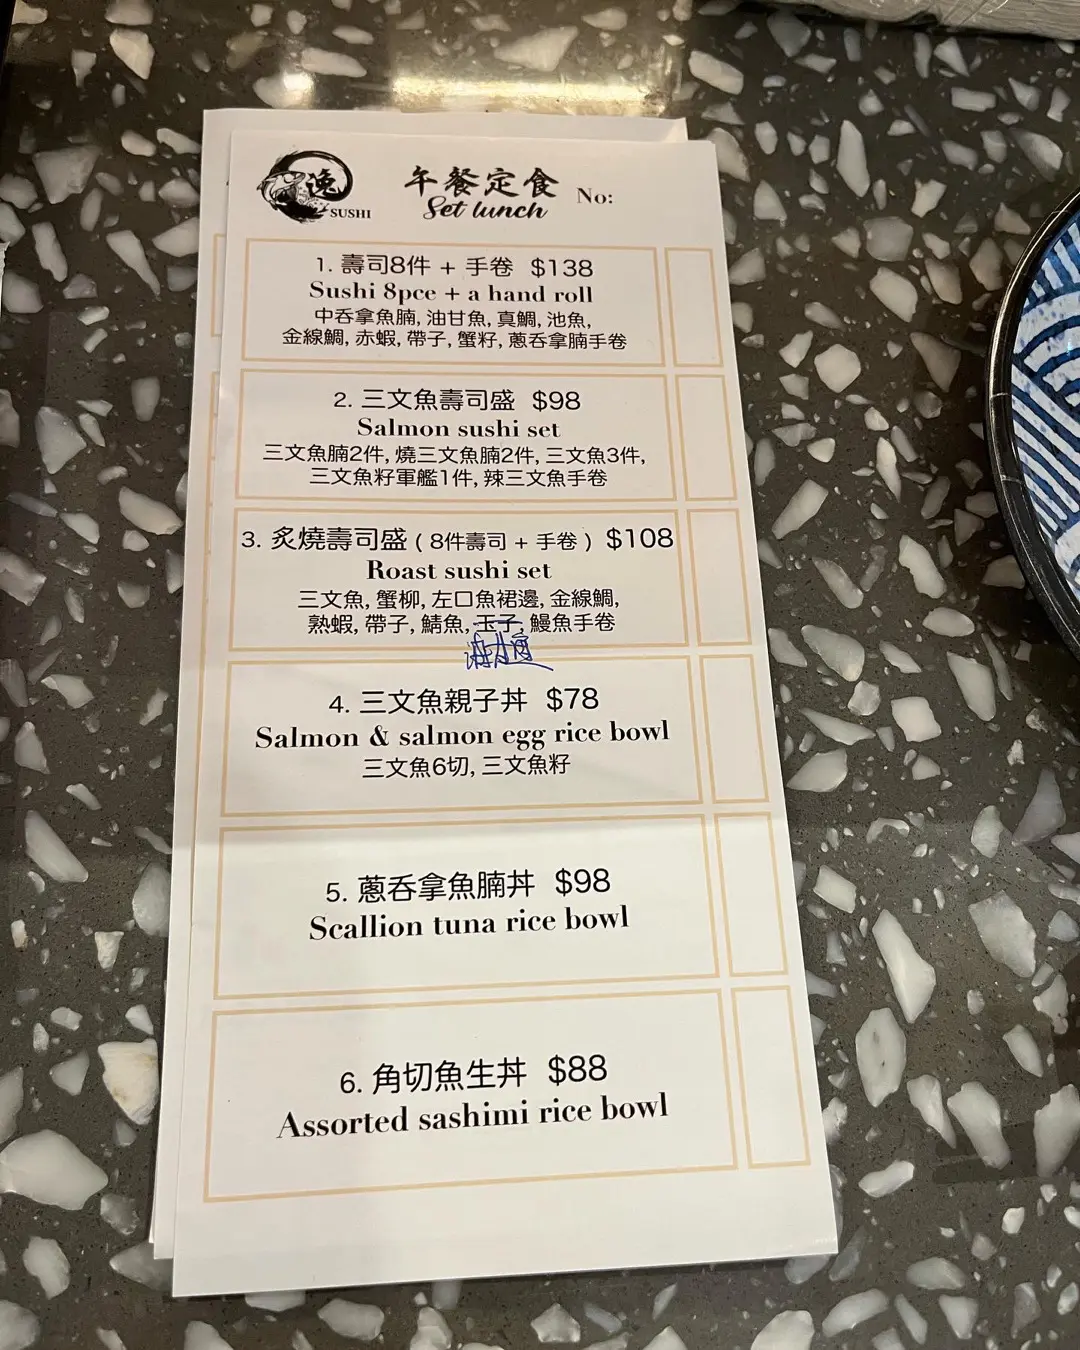 漁
SUSHI
午餐定食
Set lunch
No:
1. 壽司8件 + 手卷 $138
Sushi 8pce + a hand roll
中吞拿魚腩, 油甘魚, 真鯛, 池魚,
金線鯛, 赤蝦, 帶子, 蟹籽, 蔥吞拿腩手卷
2. 三文魚壽司盛 $98
Salmon sushi set
三文魚腩2件, 燒三文魚腩2件, 三文魚3件,
三文魚籽軍艦1件, 辣三文魚手卷
3. 炙燒壽司盛 ( 8件壽司 + 手卷 ) $108
Roast sushi set
三文魚, 蟹柳, 左口魚裙邊, 金線鯛,
熟蝦, 帶子, 鯖魚, 玉子, 鰻魚手卷
4. 三文魚親子丼 $78
Salmon & salmon egg rice bowl
三文魚6切, 三文魚籽
5. 蔥吞拿魚腩丼 $98
Scallion tuna rice bowl
6. 角切魚生丼 $88
Assorted sashimi rice bowl